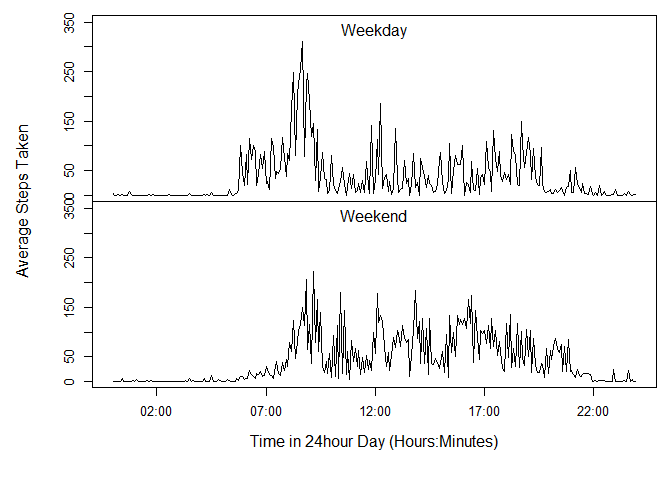 Weekday
350
250
150
50
0
Average Steps Taken
Weekend
350
250
150
50
0
02:00 07:00 12:00 17:00 22:00
Time in 24hour Day (Hours:Minutes)